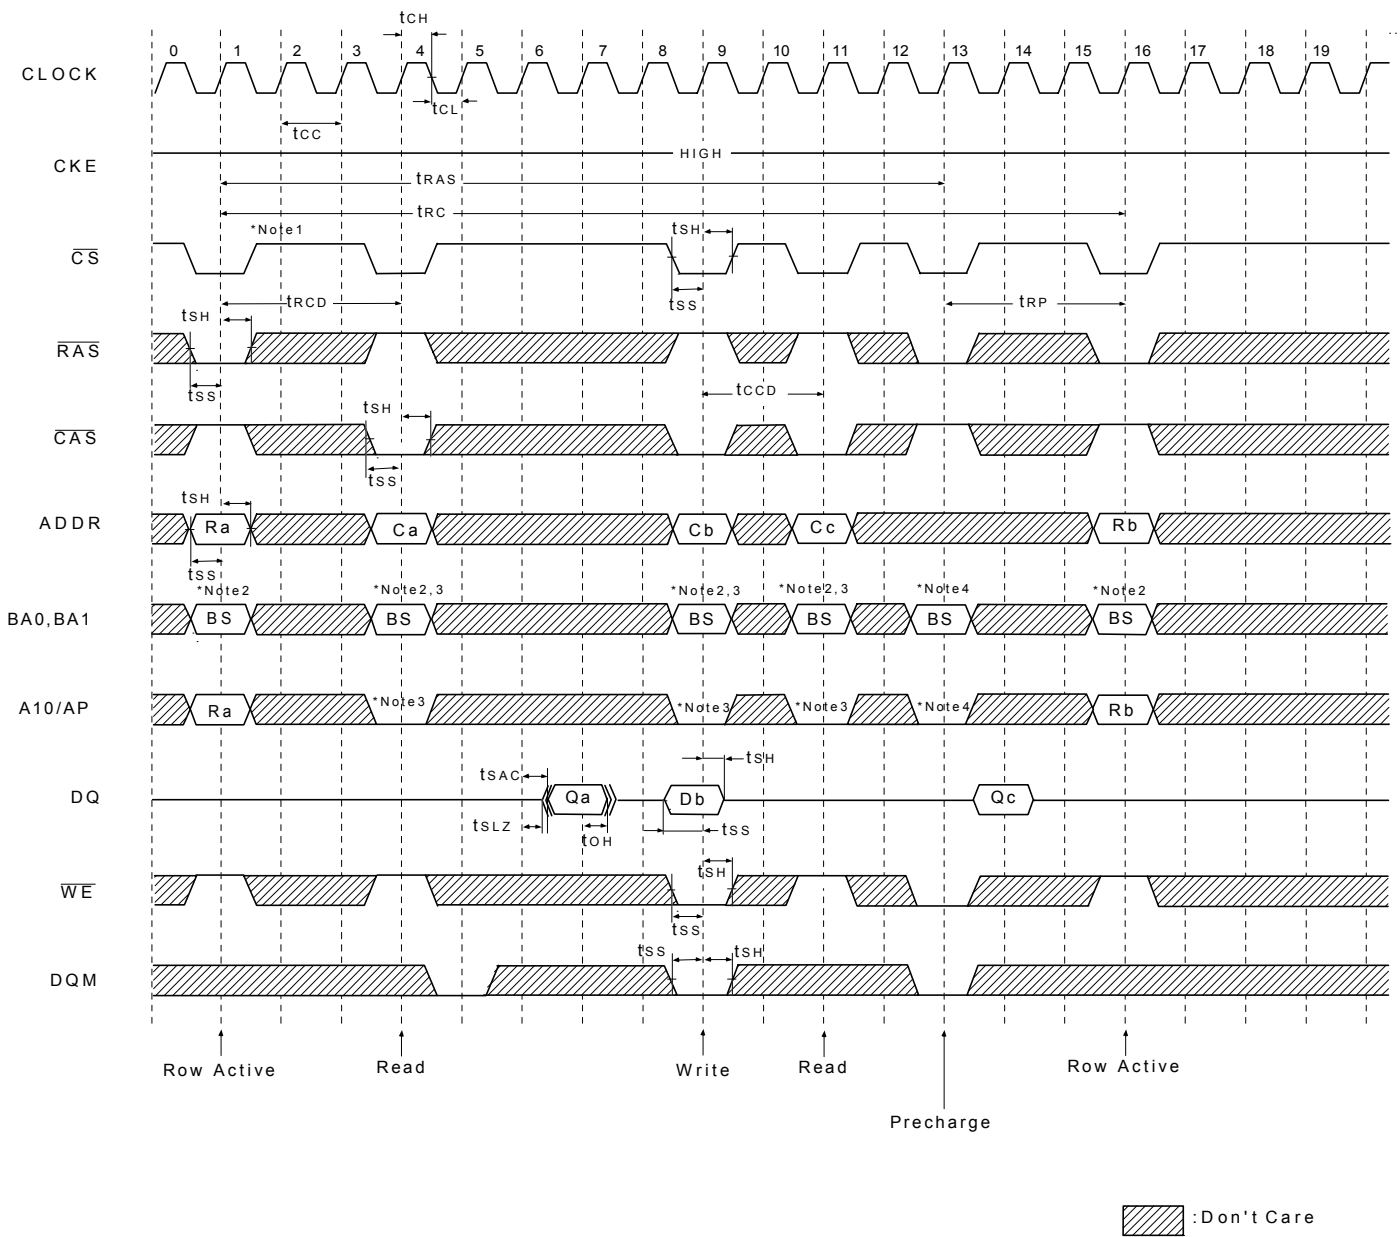 tCH
0 1 2 3 4 5 6 7 8 9 10 11 12 13 14 15 16 17 18 19
CLOCK
tCL
tCC
CKE
HIGH
tRAS
tRC
*Note1
tSH
CS
tRCD
tSS
tRP
tSH
RAS
tSS
tCCD
tSH
CAS
tSS
tSH
ADDR
Ra Ca Cb Cc Rb
tSS
*Note2 *Note2,3 *Note2,3 *Note2,3 *Note4 *Note2
BA0,BA1
BS BS BS BS BS BS
A10/AP
Ra *Note3 *Note3 *Note3 *Note4 Rb
tSH
tSAC
DQ
Qa Db Qc
tSLZ
tOH
tSS
tSH
WE
tSS
tSS tSH
DQM
Row Active Read Write Read Row Active
Precharge
:Don't Care